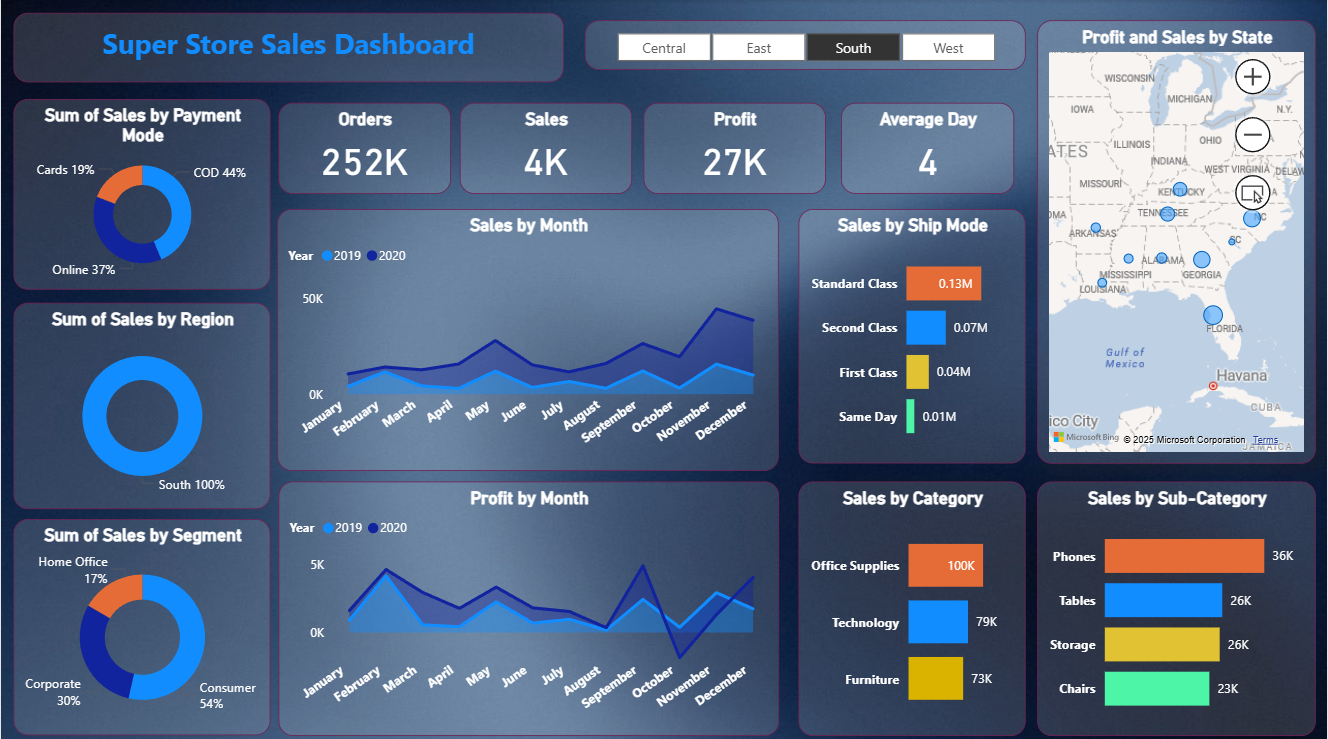 Super Store Sales Dashboard
Central
East
South
West
Profit and Sales by State
Sum of Sales by Payment
Mode
Cards 19%
COD 44%
Online 37%
Orders
252K
Sales
4K
Profit
27K
Average Day
4
Sales by Month
Year 2019 2020
50K
0K
January
February
March
April
May
June
July
August
September
October
November
December
Sales by Ship Mode
Standard Class 0.13M
Second Class 0.07M
First Class 0.04M
Same Day 0.01M
WISCONSIN
MICHIGAN
N.Y.
IOWA
ILLINOIS
OHIO
ATES
INDIANA
WEST VIRGINIA
DELAW
MISSOURI
KENTUCKY
OMA
TENNESSEE
NC
ARKANSAS
SC
ALABAMA
MISSISSIPPI
GEORGIA
LOUISIANA
FLORIDA
Gulf of
Mexico
Havana
CUBA
ico City
Microsoft Bing
© 2025 Microsoft Corporation Terms
JAMAICA
Sum of Sales by Region
South 100%
Sum of Sales by Segment
Home Office
17%
Corporate
30%
Consumer
54%
Profit by Month
Year 2019 2020
5K
0K
January
February
March
April
May
June
July
August
September
October
November
December
Sales by Category
Office Supplies 100K
Technology 79K
Furniture 73K
Sales by Sub-Category
Phones 36K
Tables 26K
Storage 26K
Chairs 23K